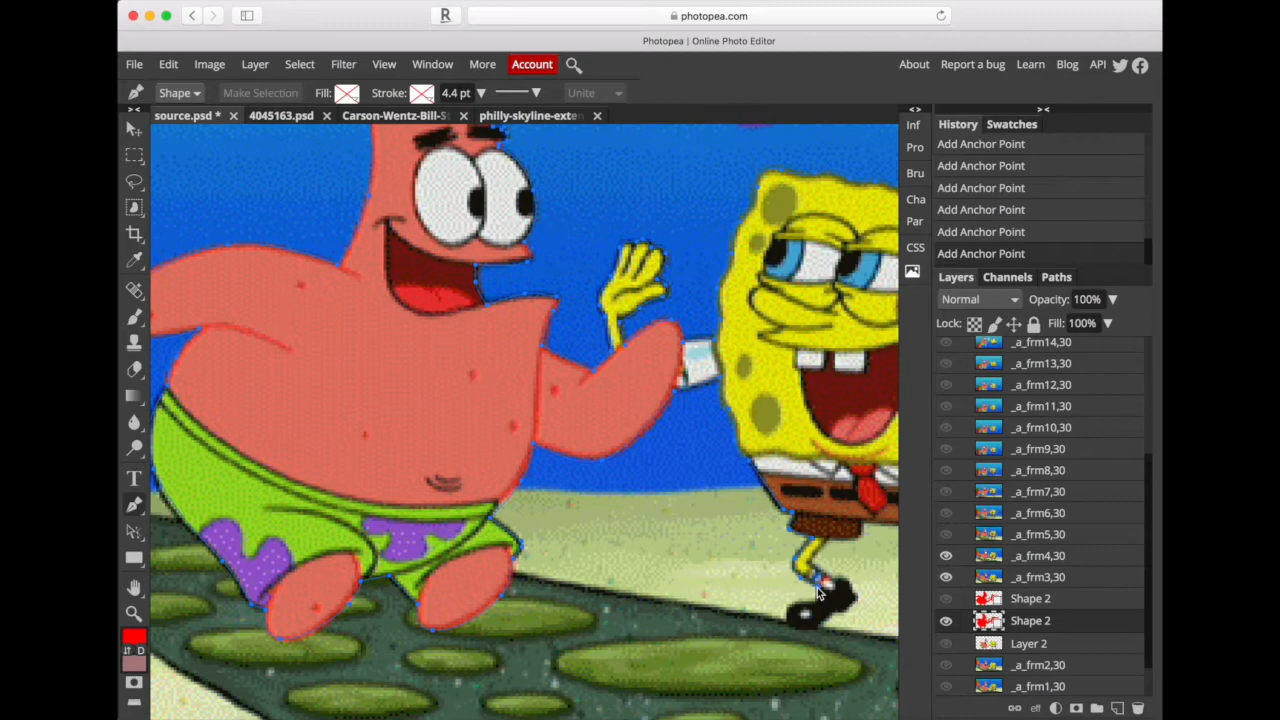 photopea.com
Photopea | Online Photo Editor
File Edit Image Layer Select Filter View Window More Account About Report a bug Learn Blog API
Shape Make Selection Fill: Stroke: 4.4 pt Unite
source.psd * 4045163.psd Carson-Wentz-Bill-S philly-skyline-exte
Inf
Pro
Bru
Cha
Par
CSS
History Swatches
Add Anchor Point
Add Anchor Point
Add Anchor Point
Add Anchor Point
Add Anchor Point
Add Anchor Point
Layers Channels Paths
Normal Opacity: 100%
Lock: Fill: 100%
_a_frm14,30
_a_frm13,30
_a_frm12,30
_a_frm11,30
_a_frm10,30
_a_frm9,30
_a_frm8,30
_a_frm7,30
_a_frm6,30
_a_frm5,30
_a_frm4,30
_a_frm3,30
Shape 2
Shape 2
Layer 2
_a_frm2,30
_a_frm1,30
D
eff